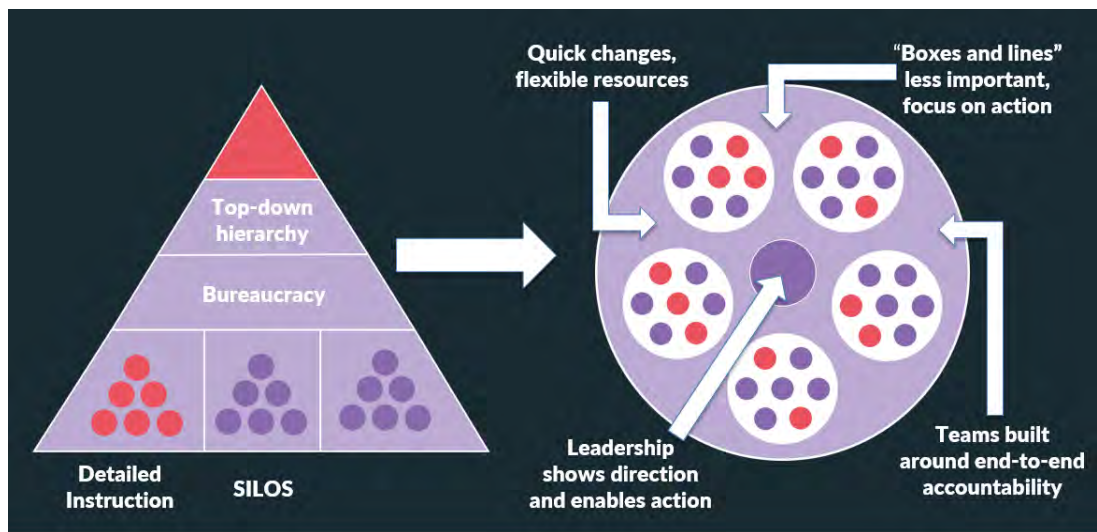 Top-down
hierarchy
Bureaucracy
Detailed
Instruction
SILOS
Quick changes,
flexible resources
“Boxes and lines”
less important,
focus on action
Leadership
shows direction
and enables action
Teams built
around end-to-end
accountability